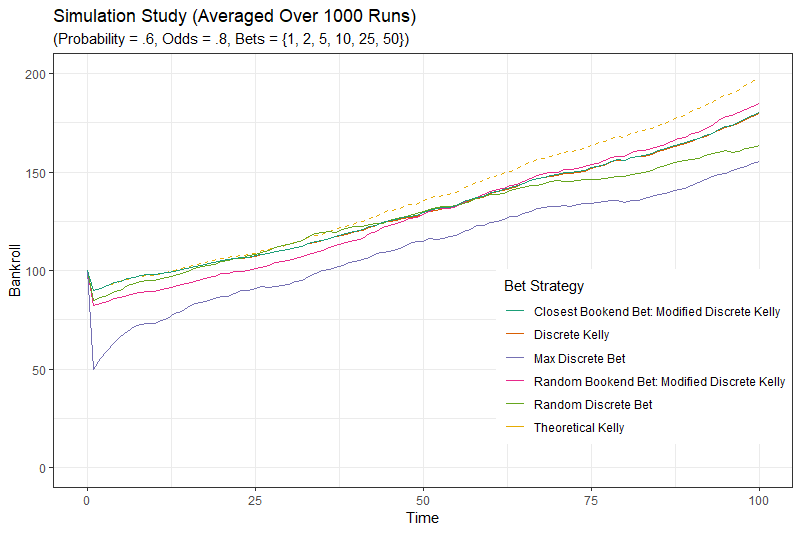 Simulation Study (Averaged Over 1000 Runs)
(Probability = .6, Odds = .8, Bets = {1, 2, 5, 10, 25, 50})
Bankroll
200
150
100
50
0
Bet Strategy
Closest Bookend Bet: Modified Discrete Kelly
Discrete Kelly
Max Discrete Bet
Random Bookend Bet: Modified Discrete Kelly
Random Discrete Bet
Theoretical Kelly
0
25
50
75
100
Time